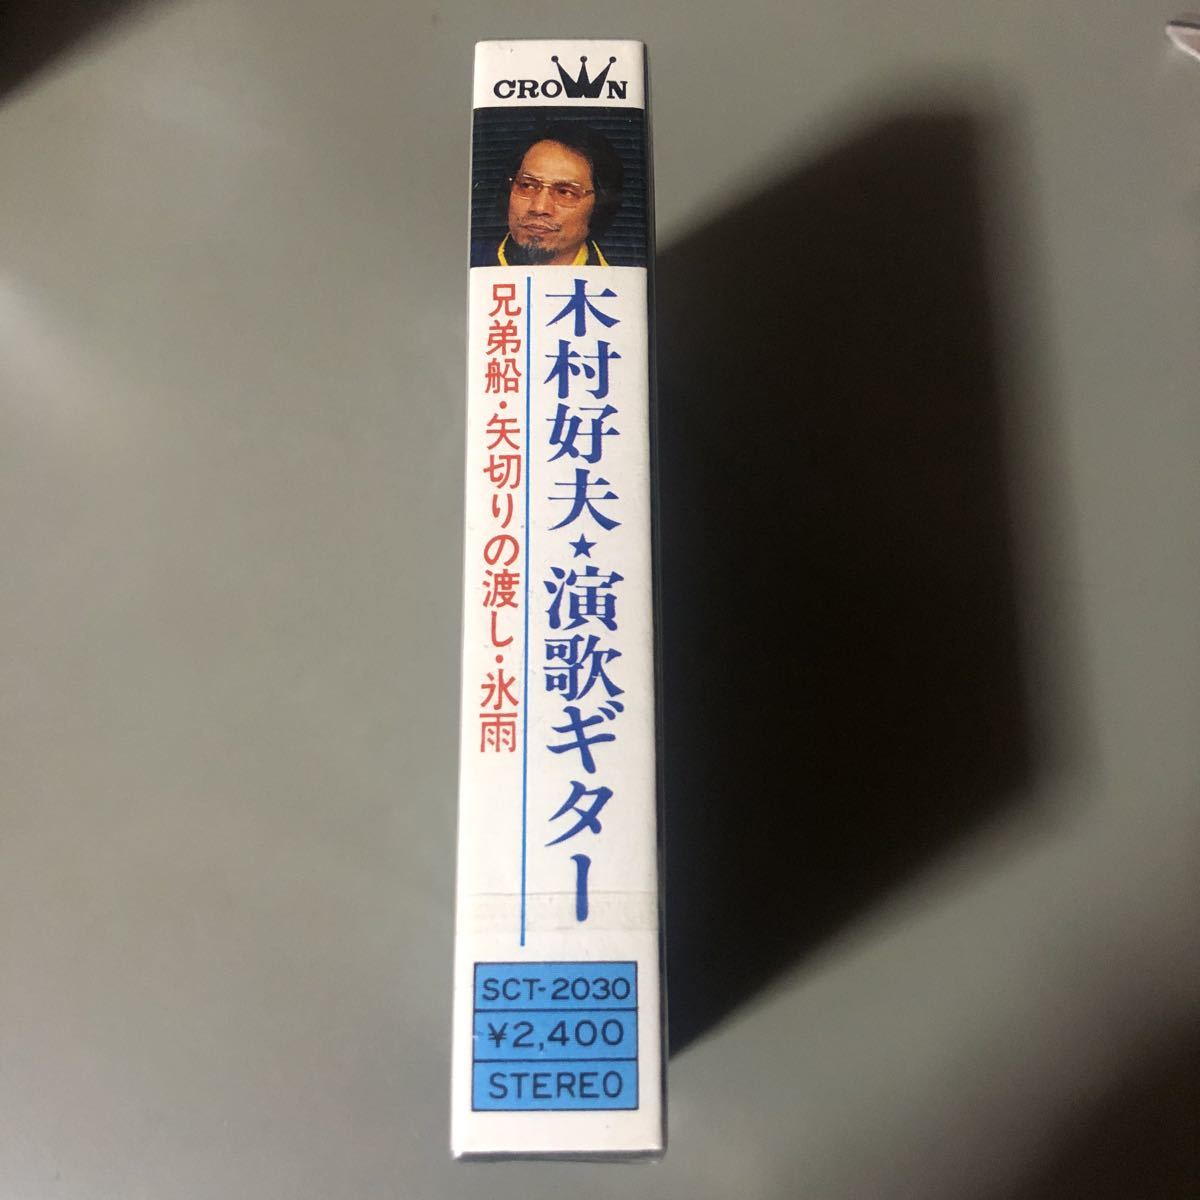 CROWN
木村好夫★演歌ギター
兄弟船・矢切りの渡し・氷雨
SCT-2030
¥2,400
STEREO